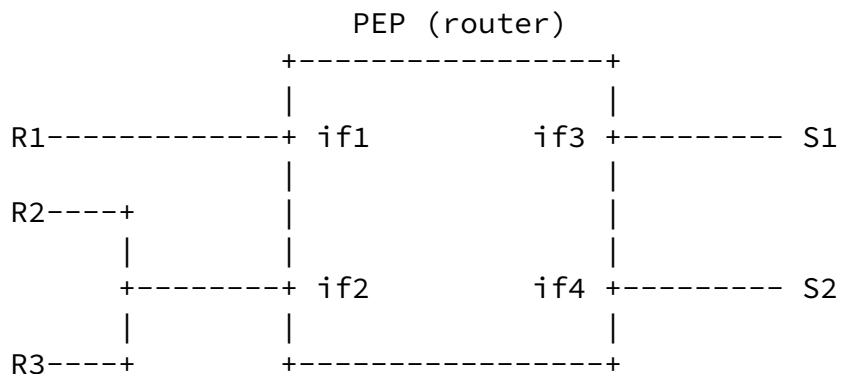 PEP (router)
R1 if1 if3 S1
R2
if2 if4 S2
R3